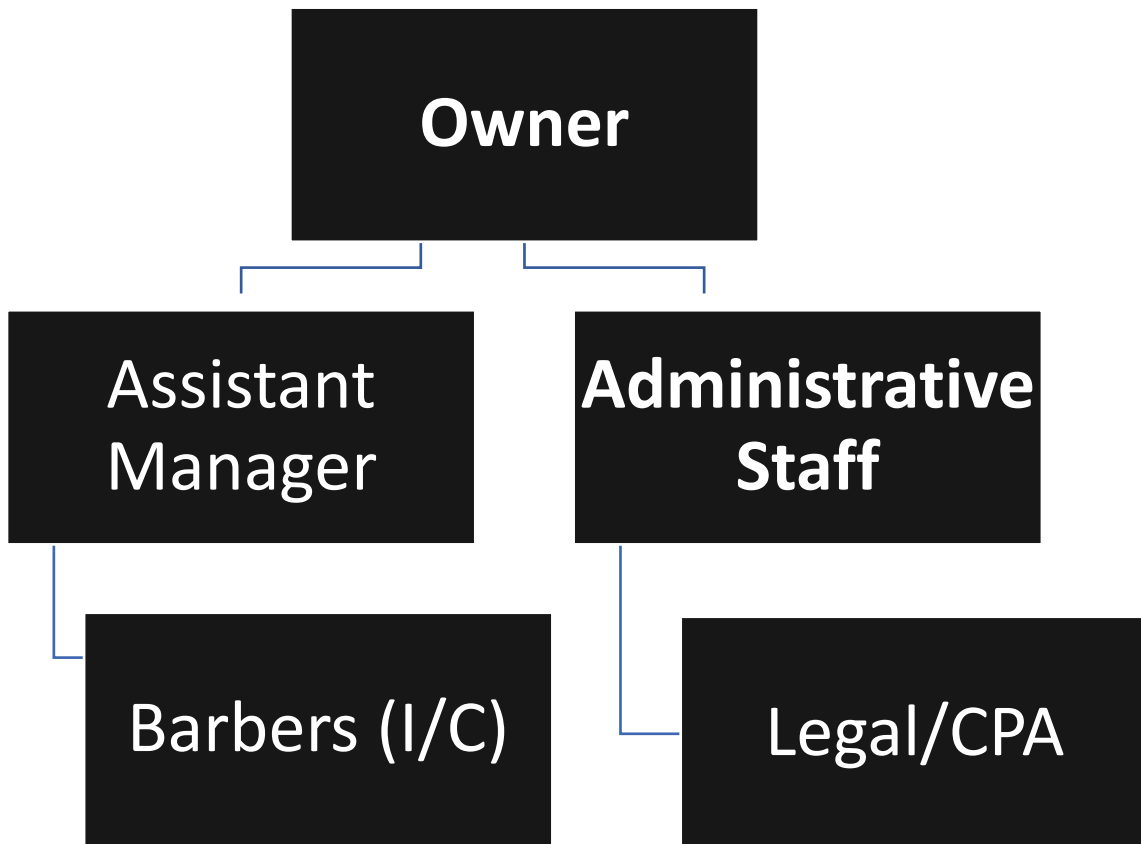 Owner
Assistant
Manager
Administrative
Staff
Barbers (I/C)
Legal/CPA